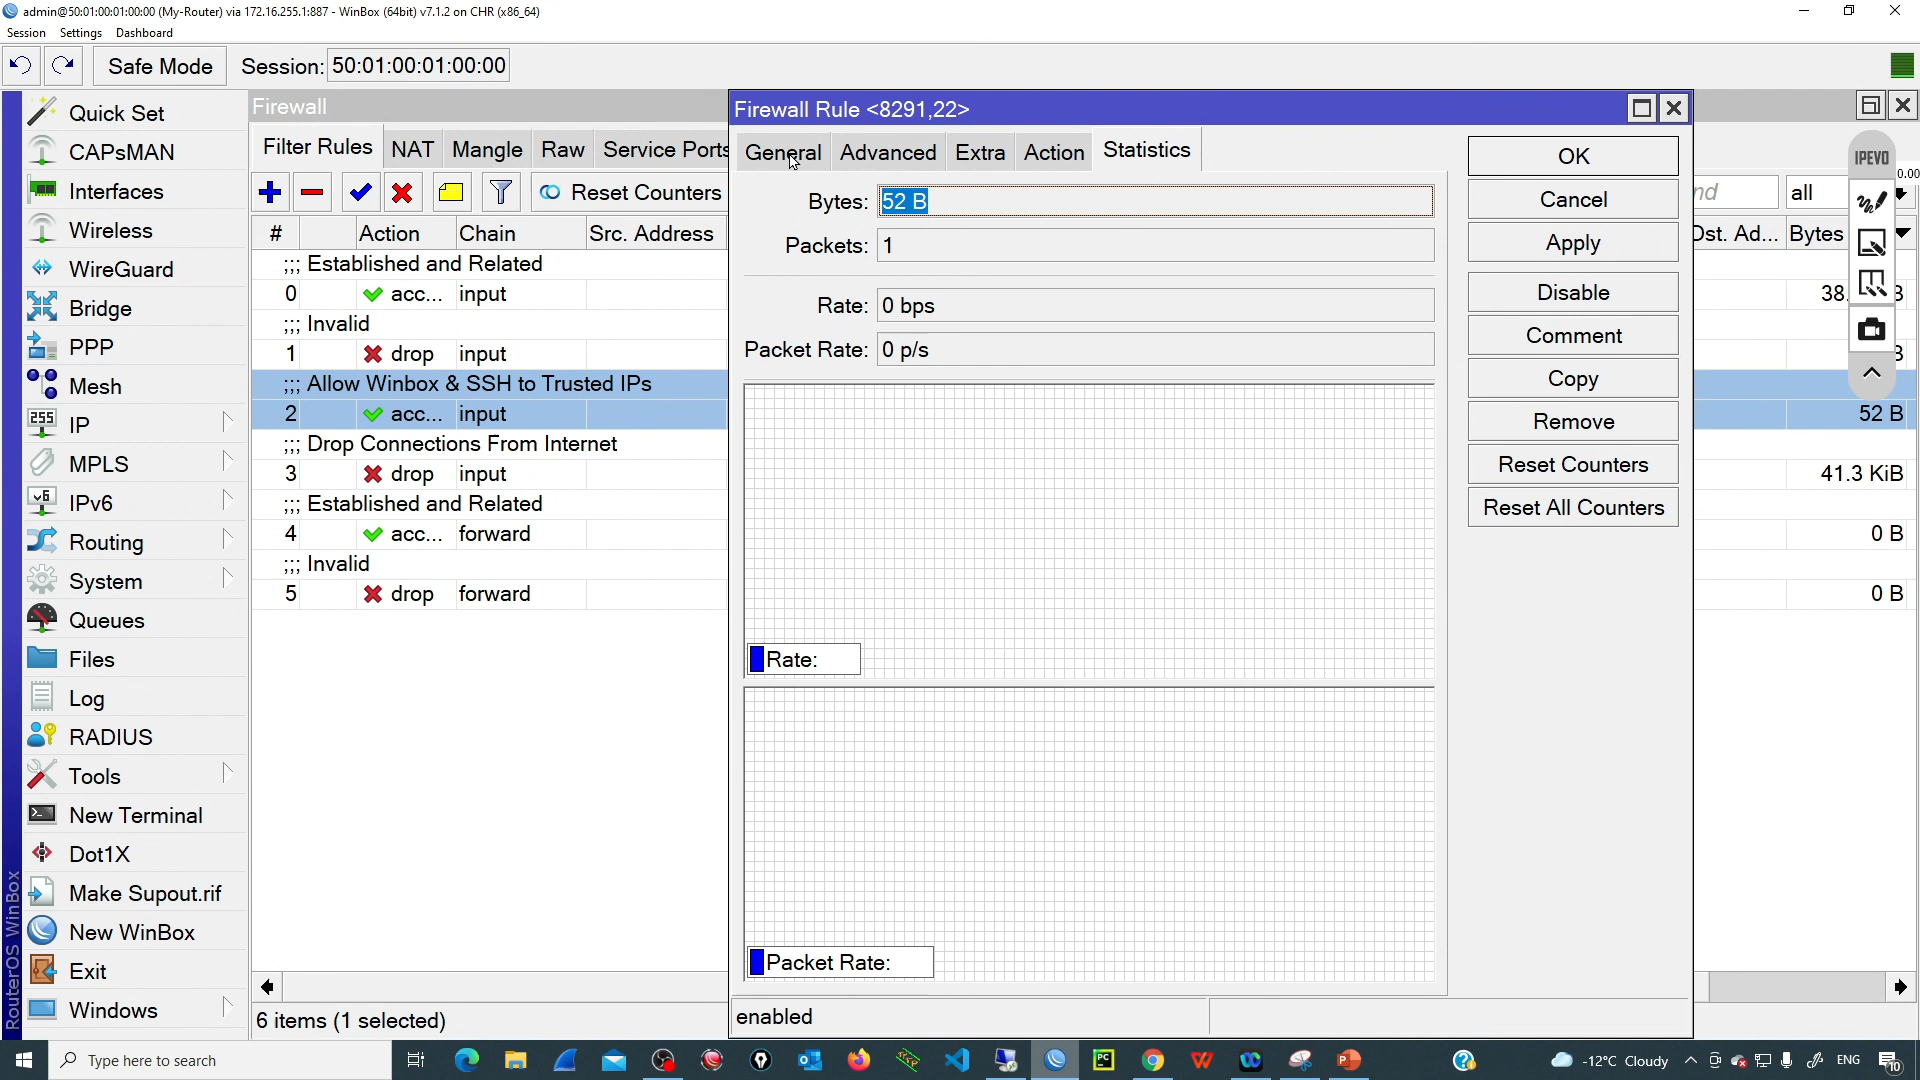 admin@50:01:00:01:00:00 (My-Router) via 172.16.255.1:887 - WinBox (64bit) v7.1.2 on CHR (x86_64)
Session Settings Dashboard
Safe Mode Session: 50:01:00:01:00:00
Quick Set
CAPsMAN
Interfaces
Wireless
WireGuard
Bridge
PPP
Mesh
IP
MPLS
IPv6
Routing
System
Queues
Files
Log
RADIUS
Tools
New Terminal
Dot1X
Make Supout.rif
New WinBox
Exit
Windows
RouterOS WinBox
Firewall
Filter Rules NAT Mangle Raw Service Ports
Reset Counters
# Action Chain Src. Address
;;; Established and Related
0 acc... input
;;; Invalid
1 drop input
;;; Allow Winbox & SSH to Trusted IPs
2 acc... input
;;; Drop Connections From Internet
3 drop input
;;; Established and Related
4 acc... forward
;;; Invalid
5 drop forward
6 items (1 selected)
Firewall Rule <8291,22>
General Advanced Extra Action Statistics
Bytes: 52 B
Packets: 1
Rate: 0 bps
Packet Rate: 0 p/s
Rate:
Packet Rate:
enabled
OK
Cancel
Apply
Disable
Comment
Copy
Remove
Reset Counters
Reset All Counters
IPEVO
0.00
all
Dst. Ad... Bytes
38.
52 B
41.3 KiB
0 B
0 B
Type here to search
-12°C Cloudy ENG 10